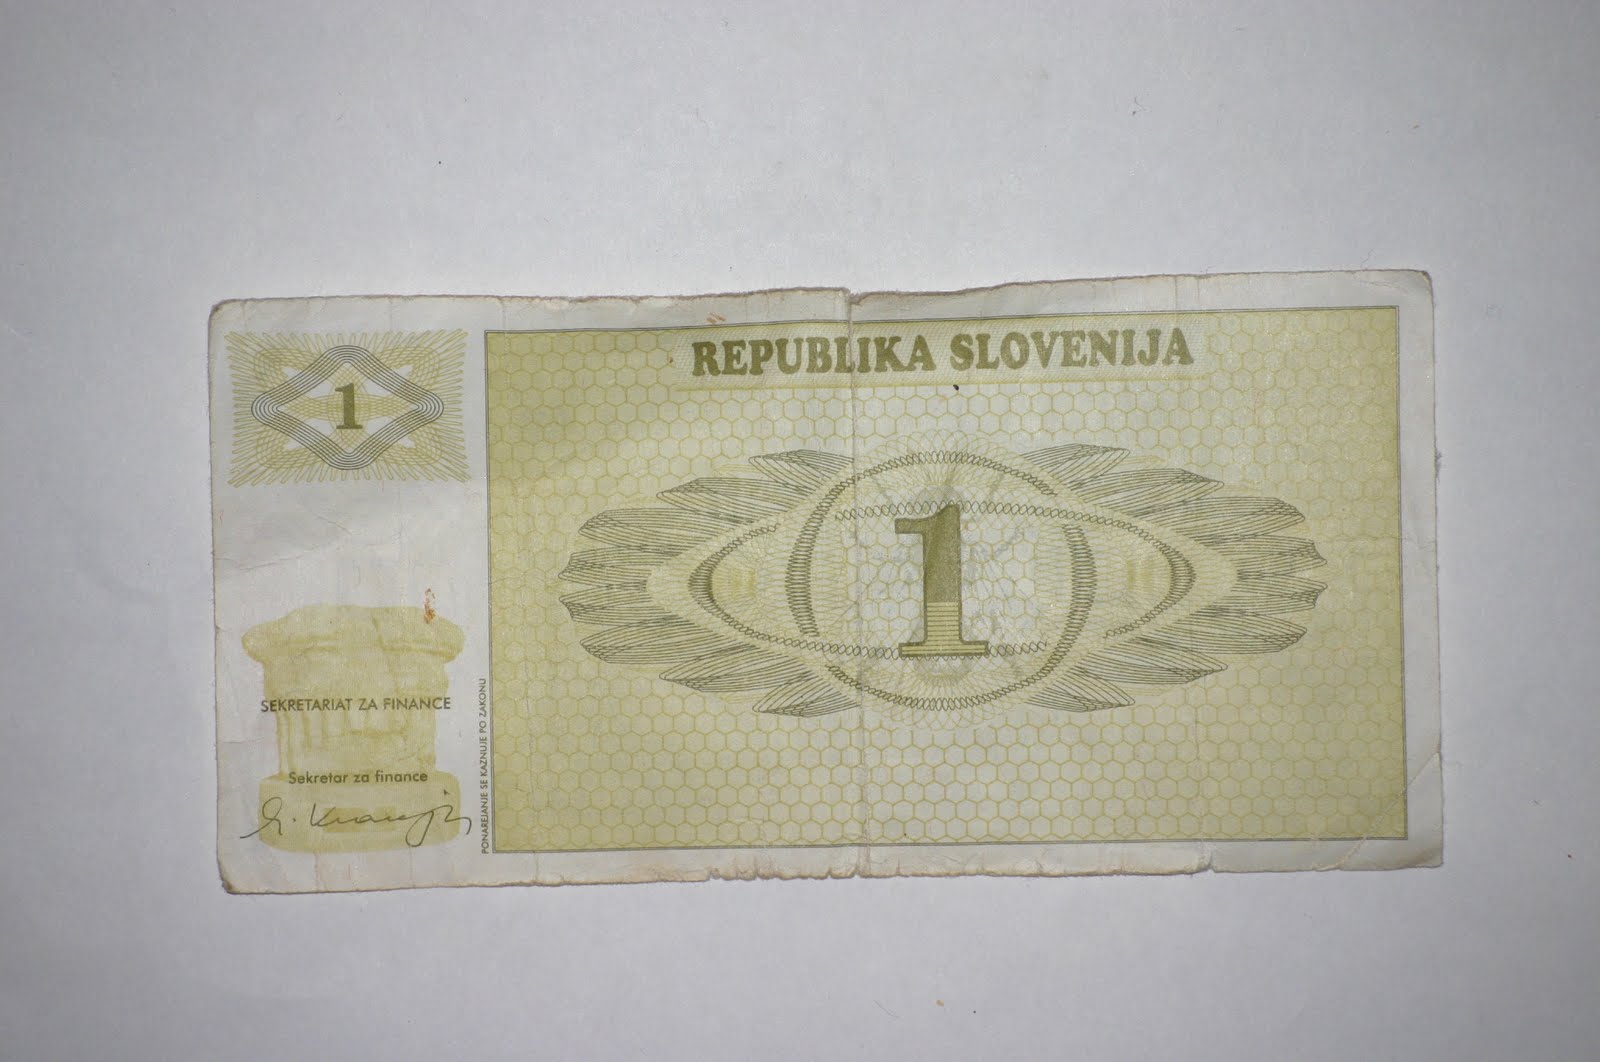 REPUBLIKA SLOVENIJA
1
1
SEKRETARIAT ZA FINANCE
Sekretar za finance
PONAREJANJE SE KAZNUJE PO ZAKONU